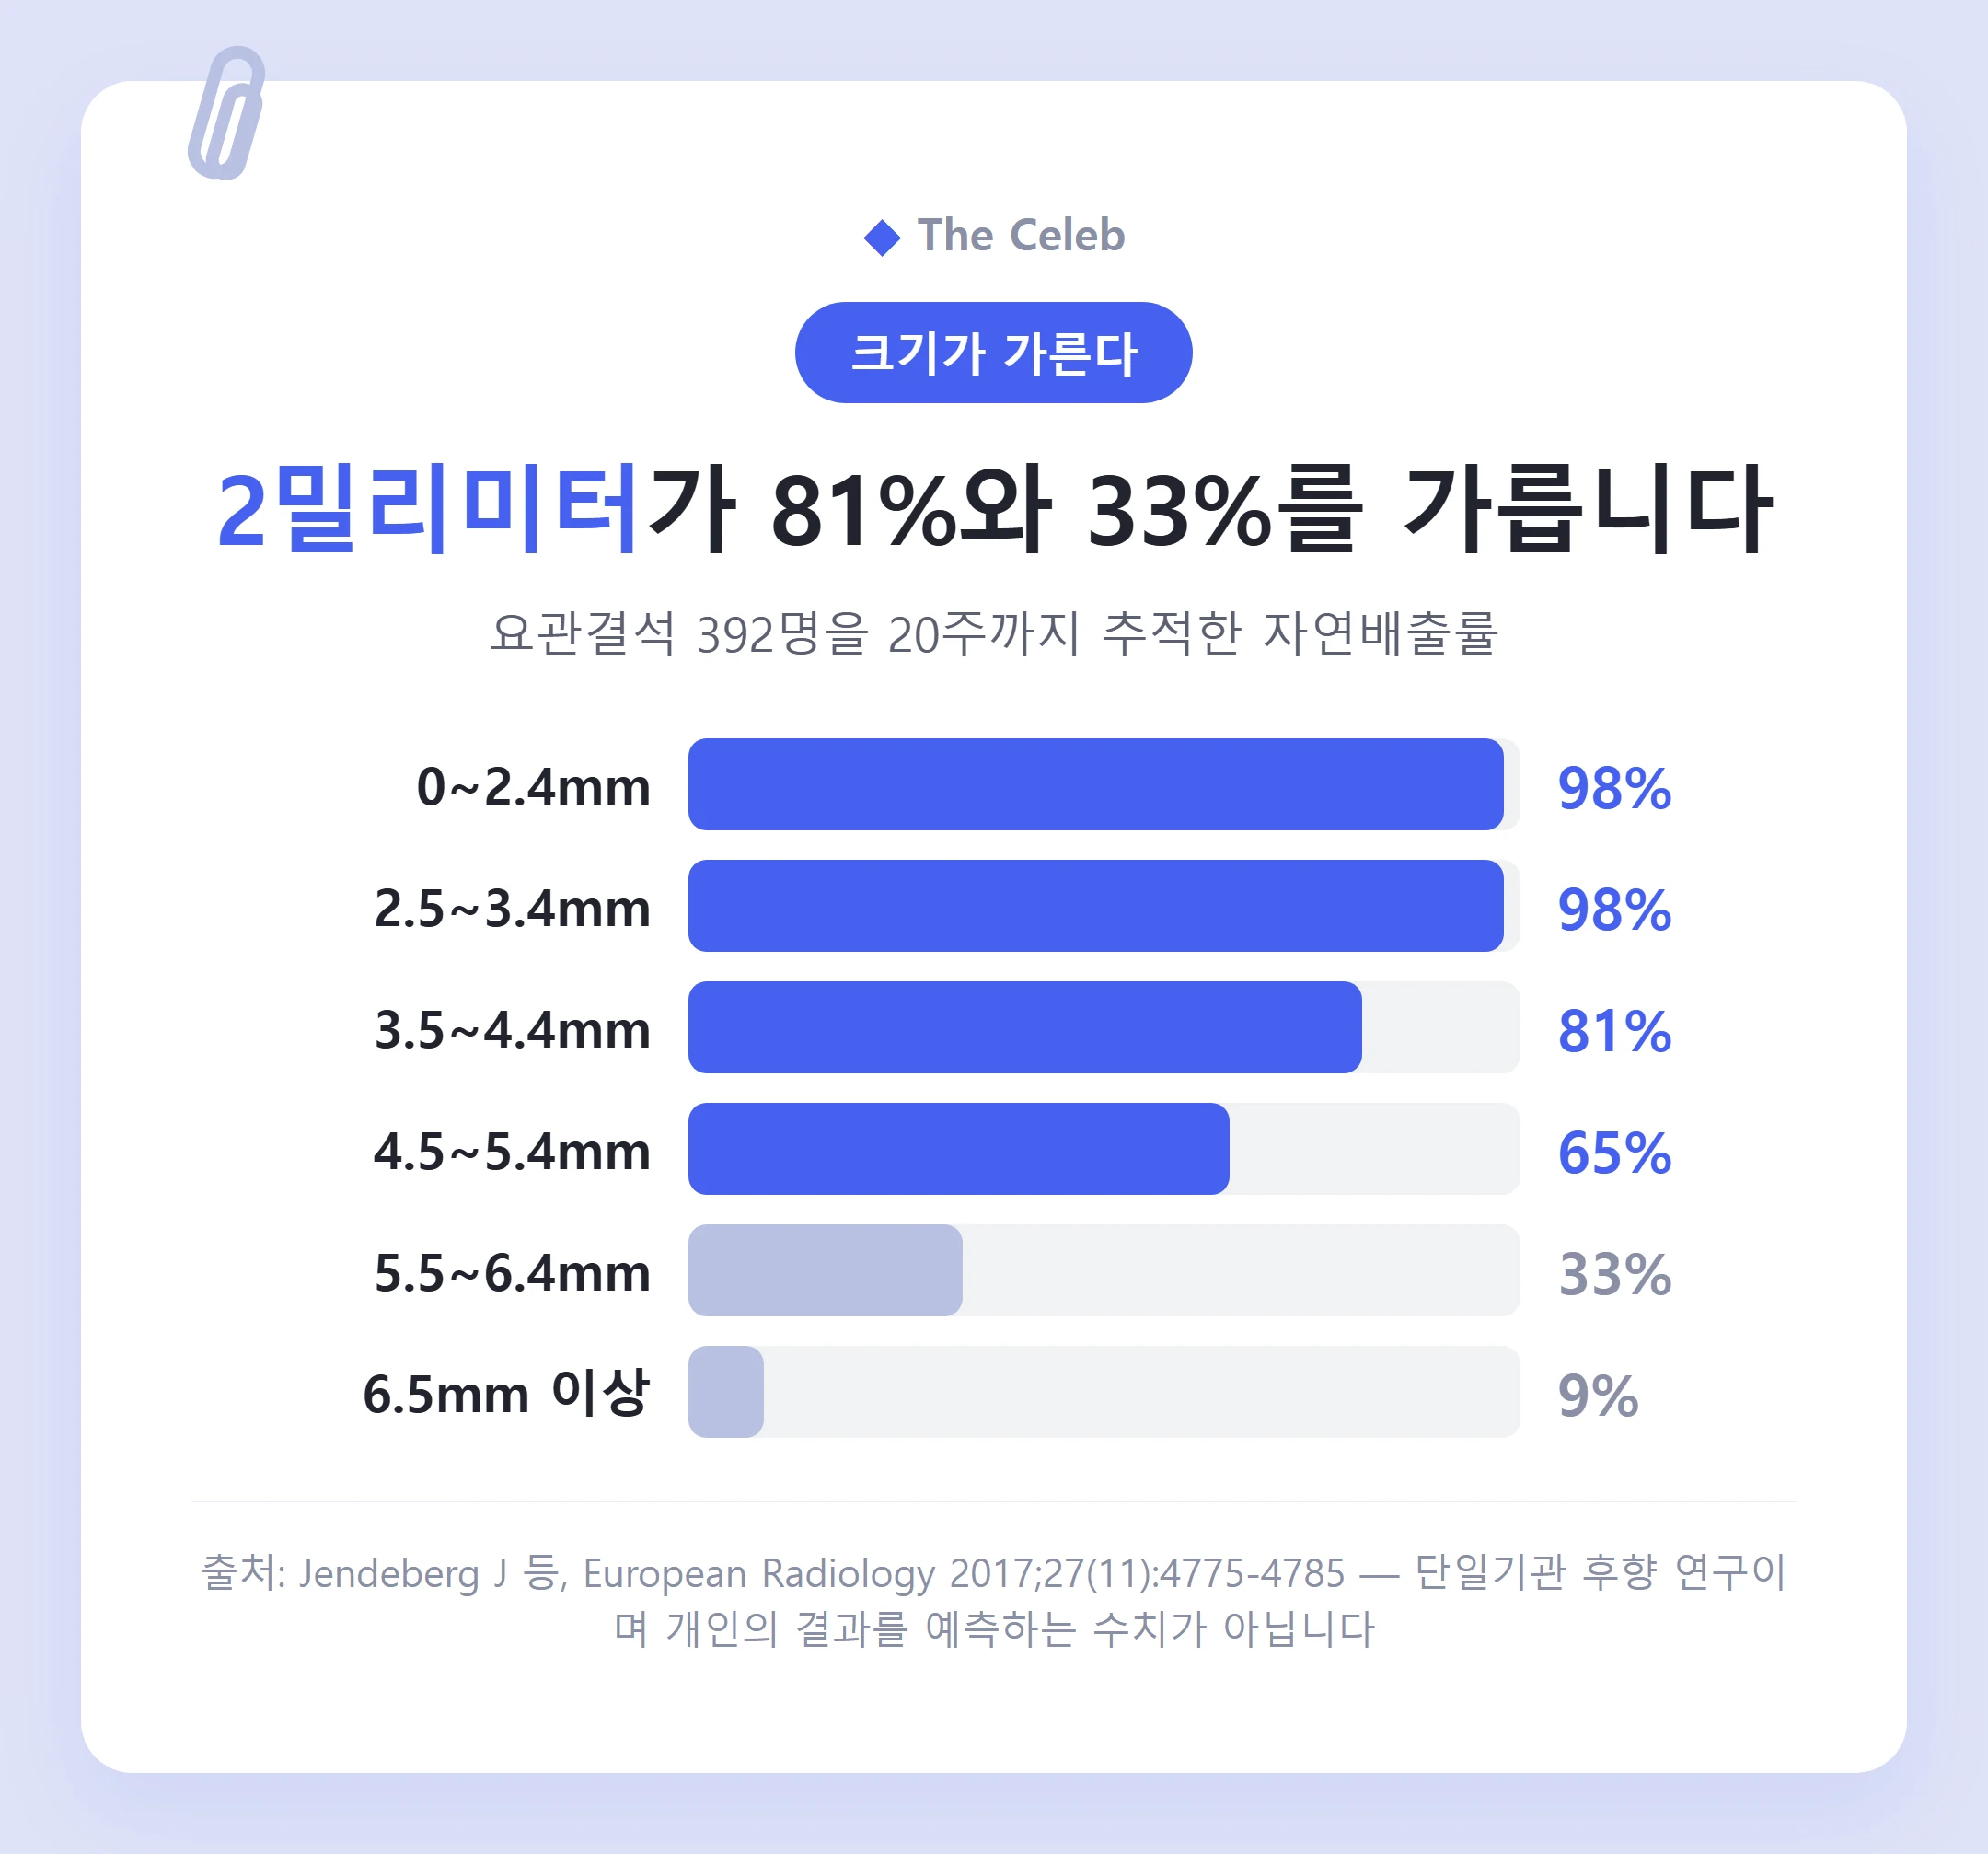 The Celeb
크기가 가른다
2밀리미터가 81%와 33%를 가릅니다
요관결석 392명을 20주까지 추적한 자연배출률
0~2.4mm 98%
2.5~3.4mm 98%
3.5~4.4mm 81%
4.5~5.4mm 65%
5.5~6.4mm 33%
6.5mm 이상 9%
출처: Jendeberg J 등, European Radiology 2017;27(11):4775-4785 — 단일기관 후향 연구이
며 개인의 결과를 예측하는 수치가 아닙니다